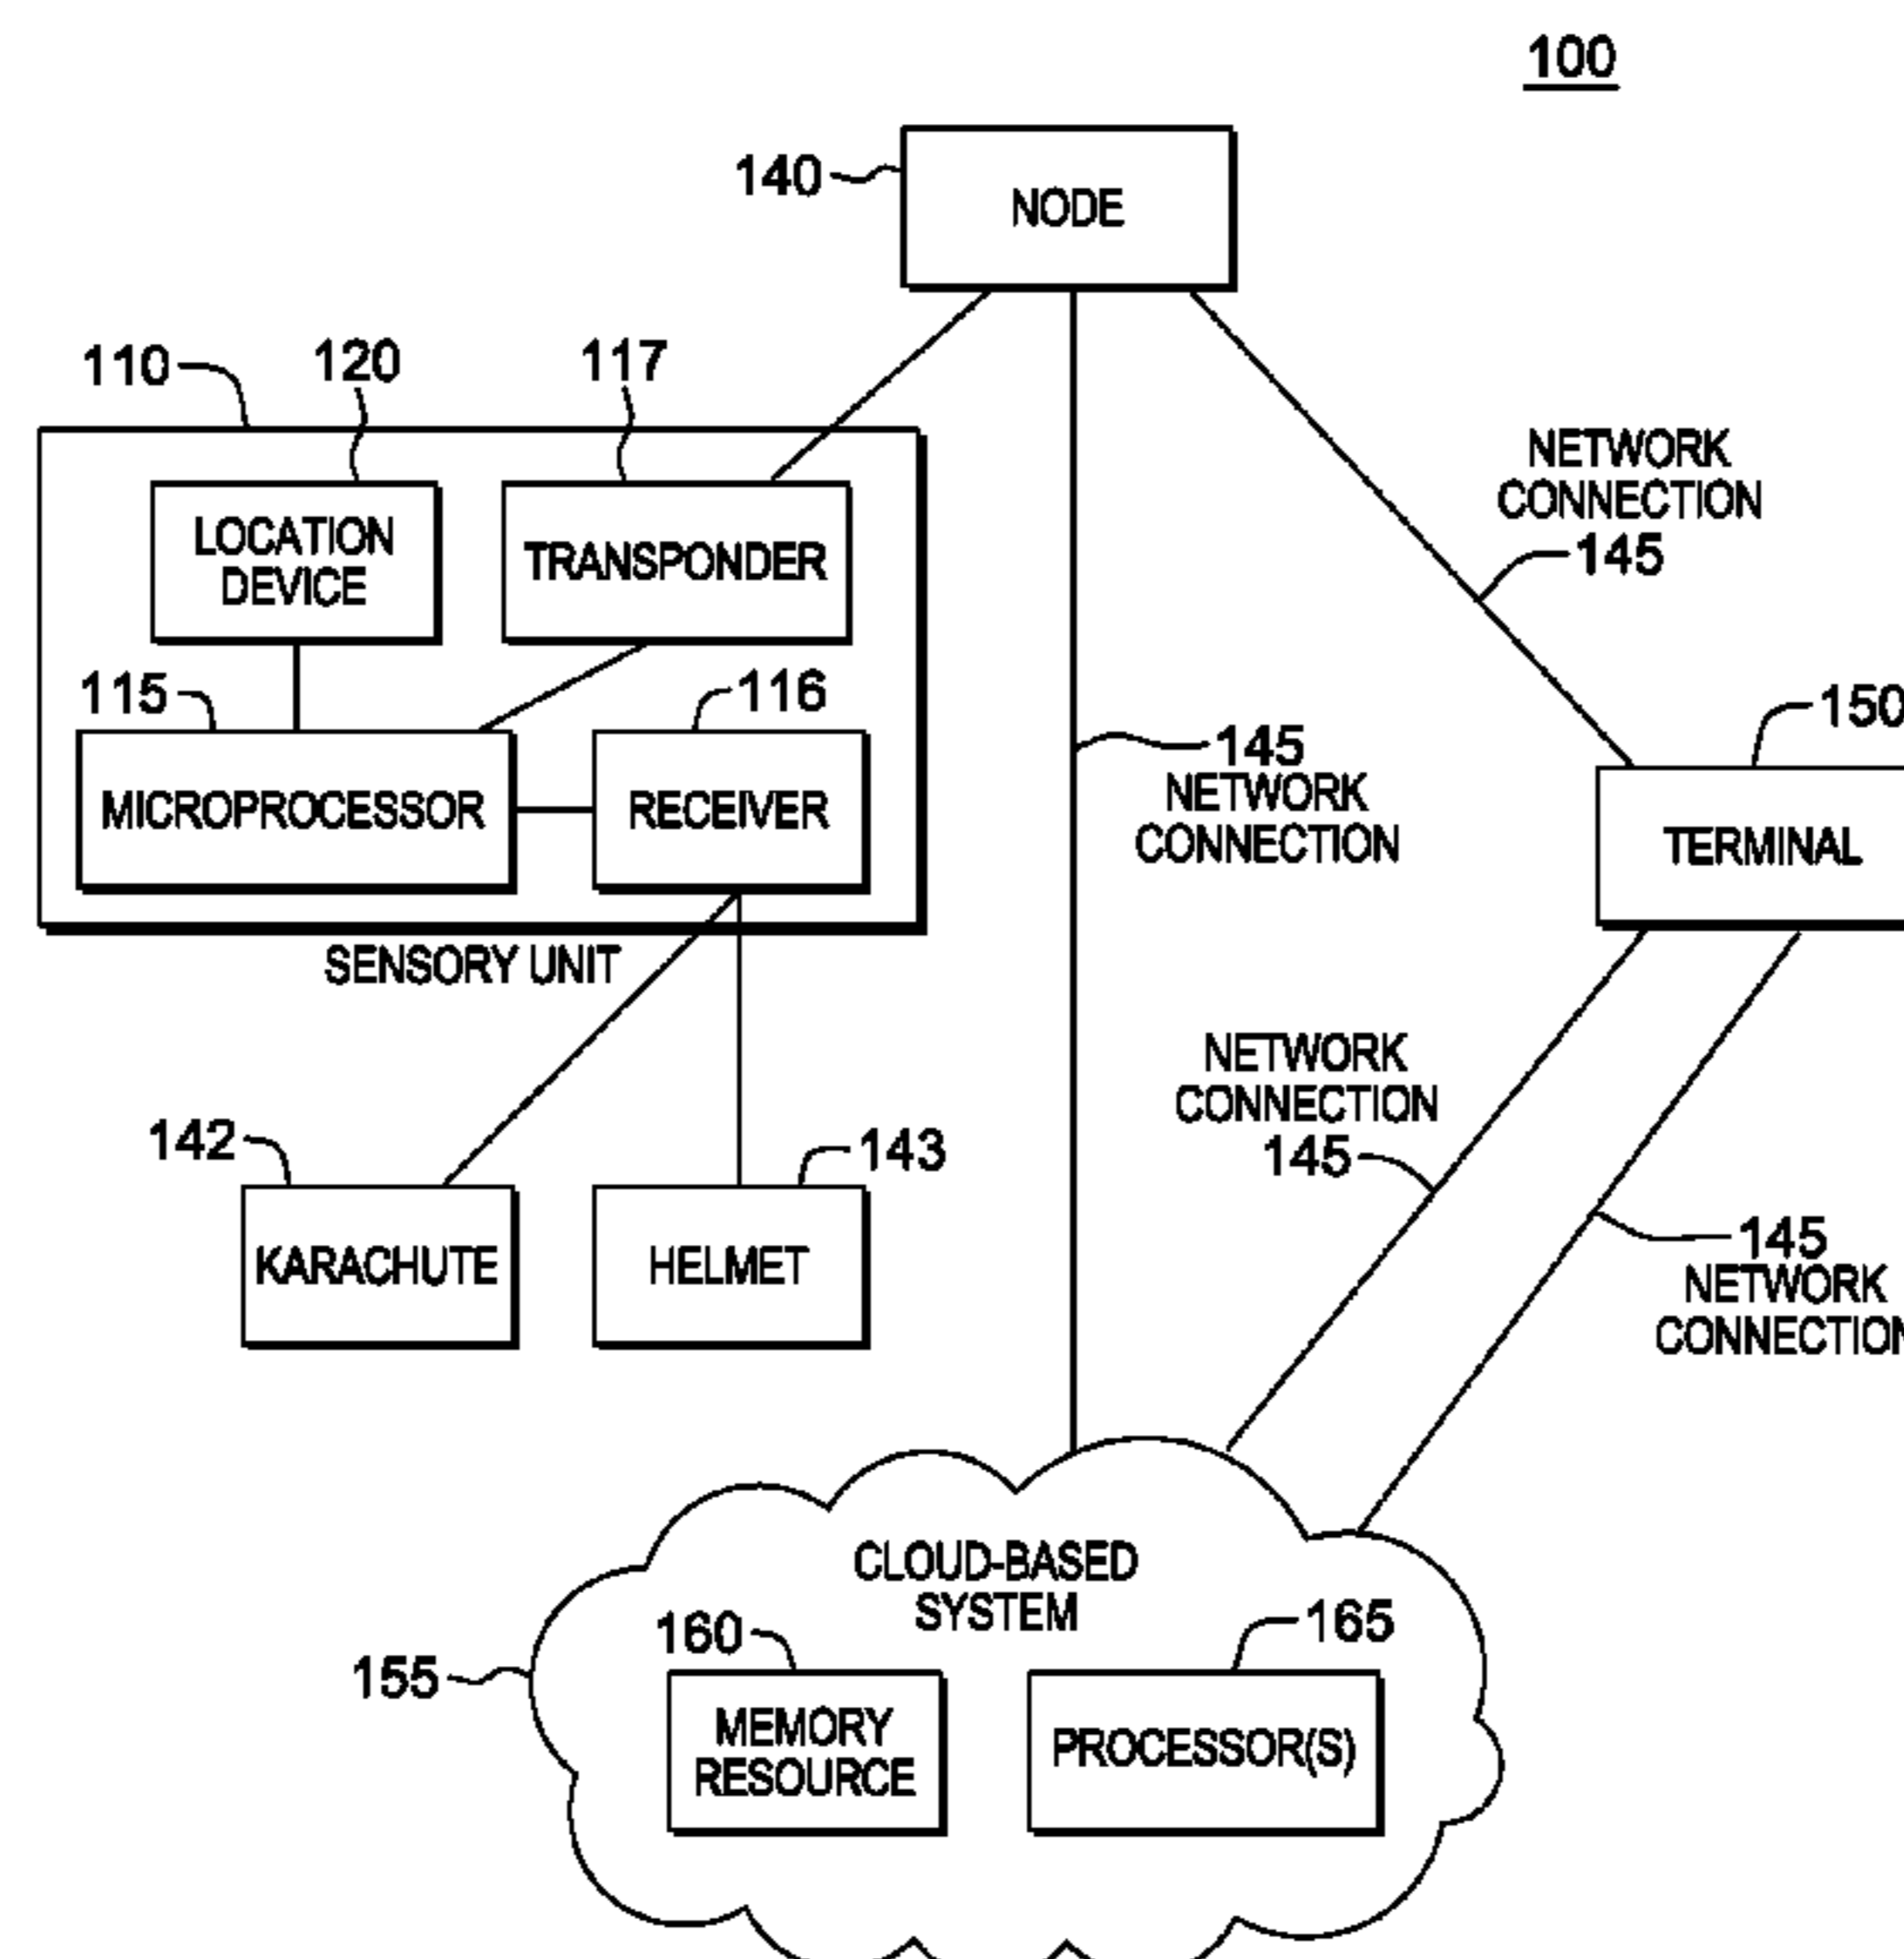 100
140
NODE
110
120
117
LOCATION
DEVICE
TRANSPONDER
115
116
MICROPROCESSOR
RECEIVER
SENSORY UNIT
NETWORK
CONNECTION
145
145
NETWORK
CONNECTION
150
TERMINAL
142
143
KARACHUTE
HELMET
NETWORK
CONNECTION
145
145
NETWORK
CONNECTION
CLOUD-BASED
SYSTEM
155
160
165
MEMORY
RESOURCE
PROCESSOR(S)